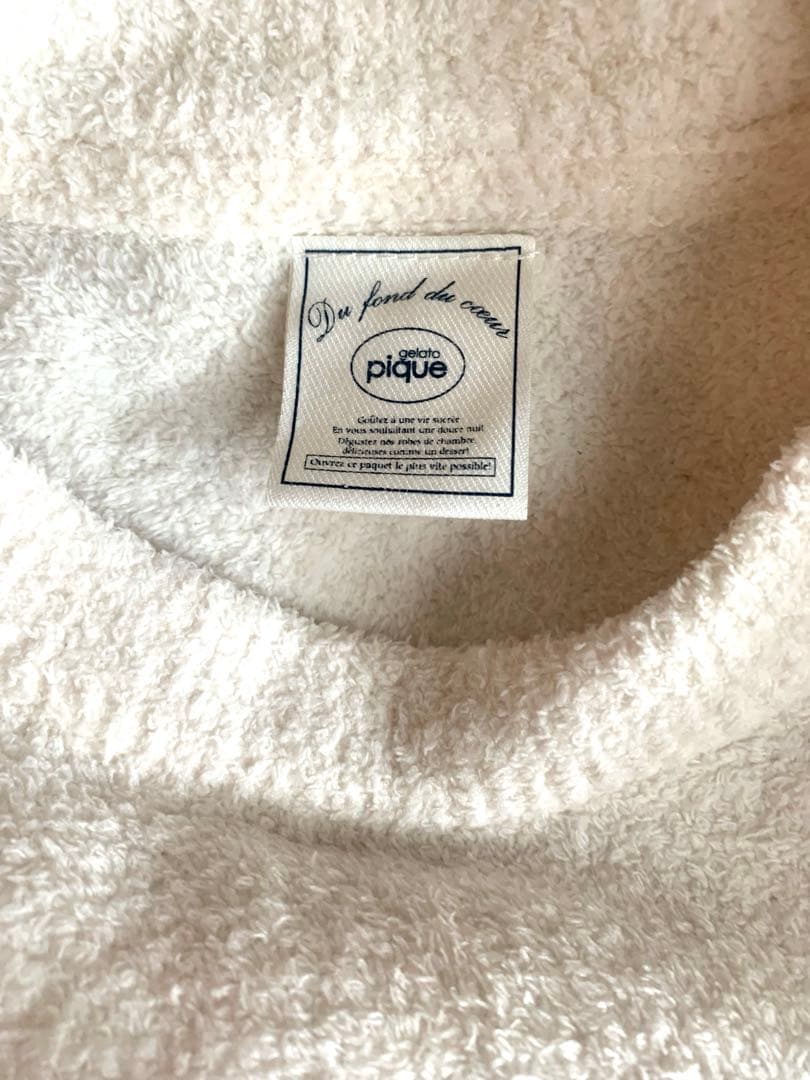 Du fond du cœur
gelato
pique
Goûtez à une vie sucrée
En vous souhaitant une douce nuit
Dégustez nos robes de chambre,
délicieuses comme un dessert
Ouvrez ce paquet le plus vite possible!